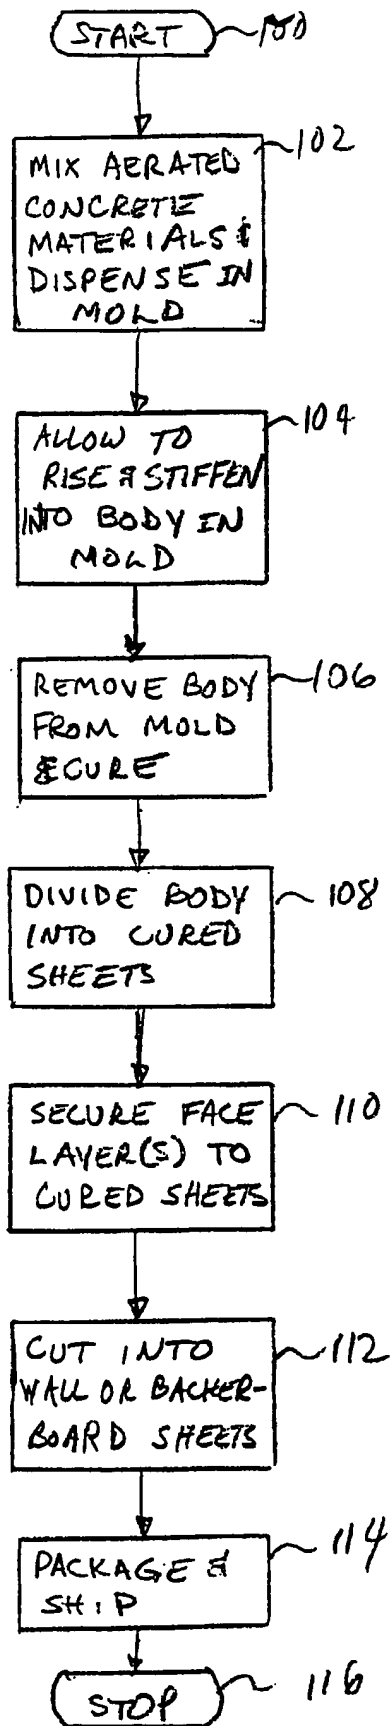 START 100
102
MIX AERATED
CONCRETE
MATERIALS &
DISPENSE IN
MOLD
104
ALLOW TO
RISE & STIFFEN
INTO BODY IN
MOLD
106
REMOVE BODY
FROM MOLD
& CURE
108
DIVIDE BODY
INTO CURED
SHEETS
110
SECURE FACE
LAYER(S) TO
CURED SHEETS
112
CUT INTO
WALL OR BACKER-
BOARD SHEETS
114
PACKAGE &
SHIP
STOP 116